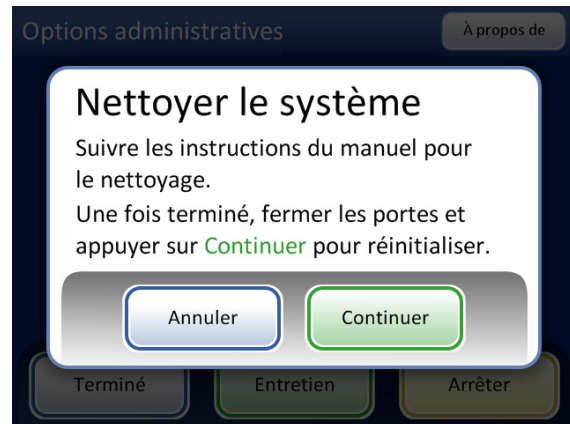 Options administratives
À propos de
Nettoyer le système
Suivre les instructions du manuel pour
le nettoyage.
Une fois terminé, fermer les portes et
appuyer sur Continuer pour réinitialiser.
Annuler
Continuer
Terminé
Entretien
Arrêter